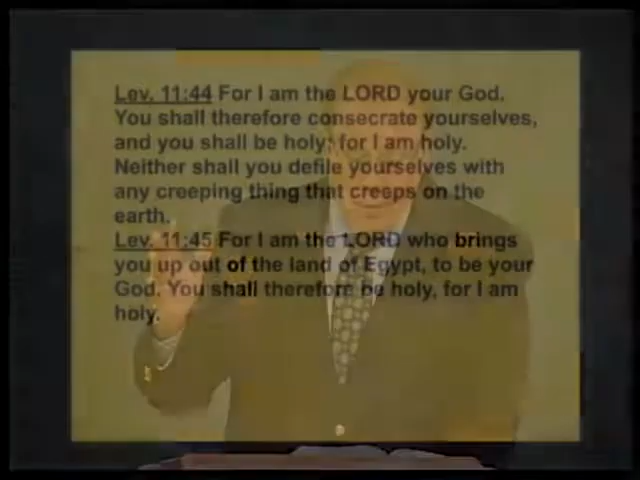 Lev. 11:44 For I am the LORD your God.
You shall therefore consecrate yourselves,
and you shall be holy; for I am holy.
Neither shall you defile yourselves with
any creeping thing that creeps on the
earth.
Lev. 11:45 For I am the LORD who brings
you up out of the land of Egypt, to be your
God. You shall therefore be holy, for I am
holy.